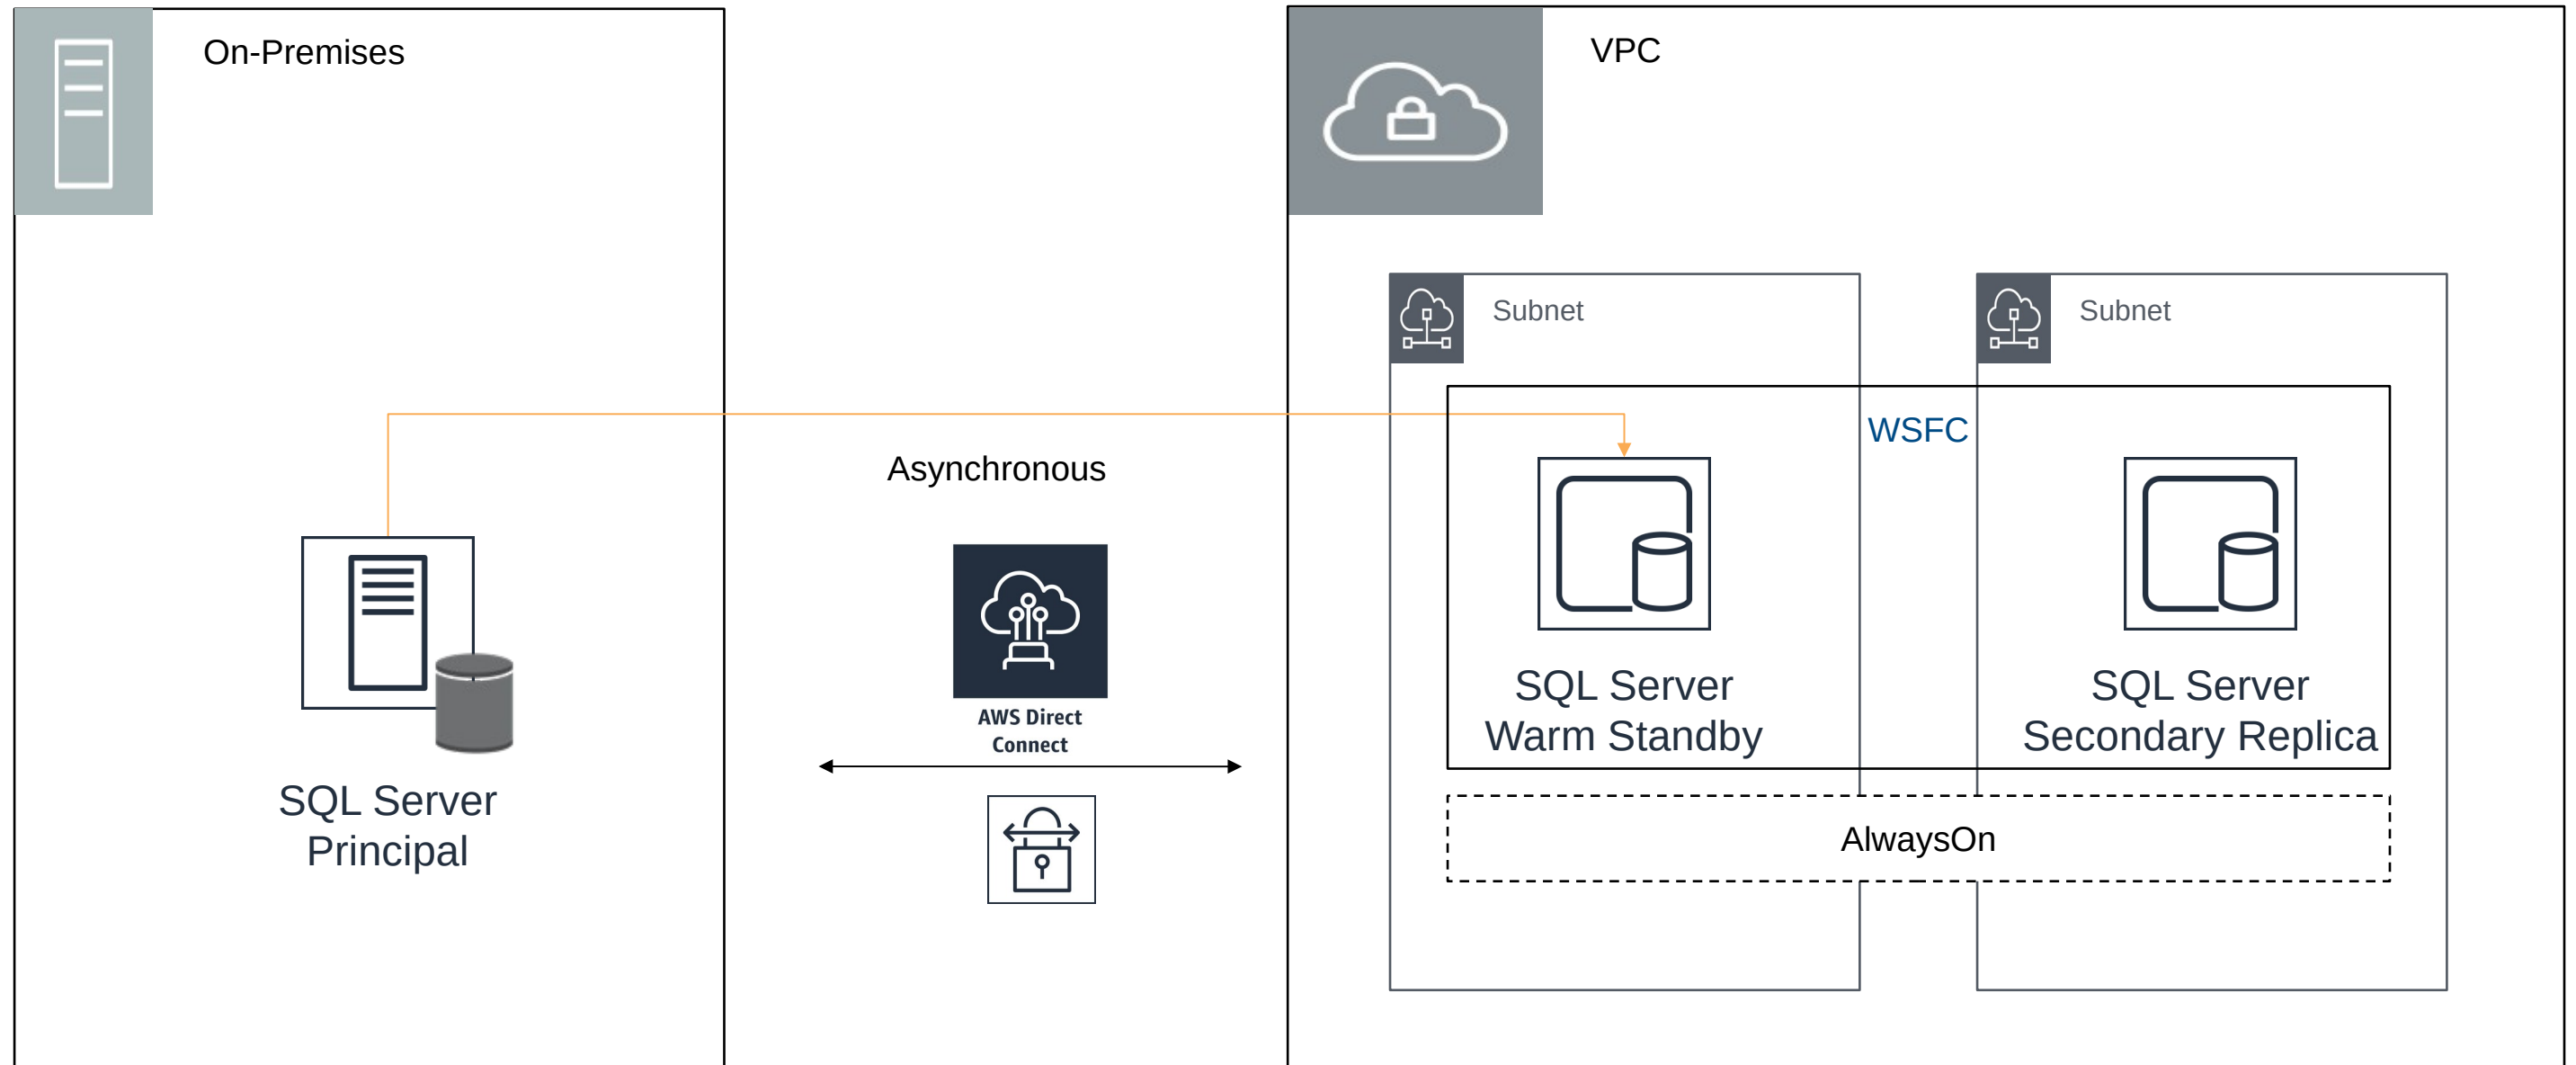 On-Premises
VPC
Subnet
Subnet
WSFC
Asynchronous
AWS Direct
Connect
SQL Server
Warm Standby
SQL Server
Secondary Replica
SQL Server
Principal
AlwaysOn